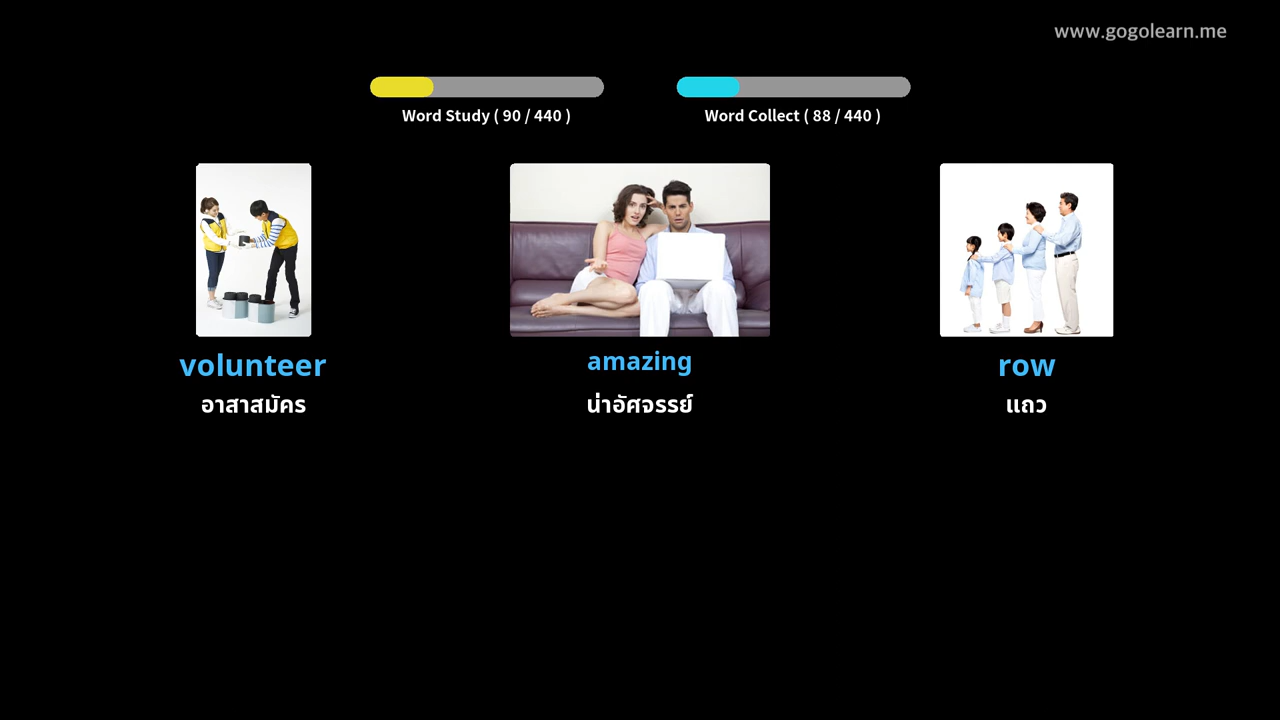 www.gogolearn.me
Word Study ( 90 / 440 )
Word Collect ( 88 / 440 )
volunteer
อาสาสมัคร
amazing
น่าอัศจรรย์
row
แถว